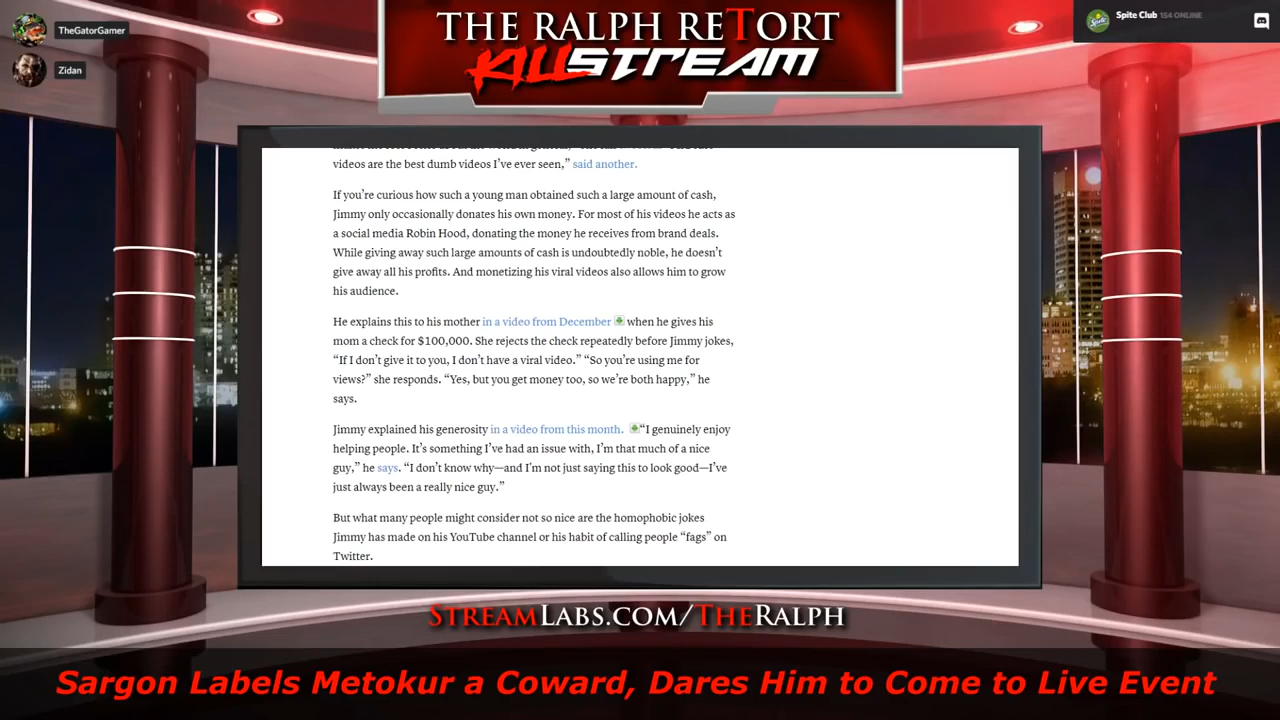 THE RALPH RETORT
KILLSTREAM
TheGatorGamer
Zidan
Spite Club 154 ONLINE
videos are the best dumb videos I’ve ever seen,” said another.
If you’re curious how such a young man obtained such a large amount of cash,
Jimmy only occasionally donates his own money. For most of his videos he acts as
a social media Robin Hood, donating the money he receives from brand deals.
While giving away such large amounts of cash is undoubtedly noble, he doesn’t
give away all his profits. And monetizing his viral videos also allows him to grow
his audience.
He explains this to his mother in a video from December when he gives his
mom a check for $100,000. She rejects the check repeatedly before Jimmy jokes,
“If I don’t give it to you, I don’t have a viral video.” “So you’re using me for
views?” she responds. “Yes, but you get money too, so we’re both happy,” he
says.
Jimmy explained his generosity in a video from this month. “I genuinely enjoy
helping people. It’s something I’ve had an issue with, I’m that much of a nice
guy,” he says. “I don’t know why—and I’m not just saying this to look good—I’ve
just always been a really nice guy.”
But what many people might consider not so nice are the homophobic jokes
Jimmy has made on his YouTube channel or his habit of calling people “fags” on
Twitter.
STREAMLABS.COM/THERALPH
Sargon Labels Metokur a Coward, Dares Him to Come to Live Event